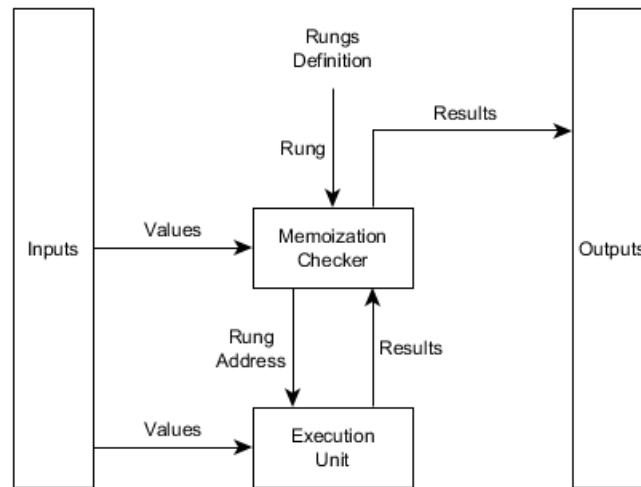 Rungs
Definition
Results
Rung
Values
Inputs
Memoization
Checker
Outputs
Rung
Address
Results
Values
Execution
Unit